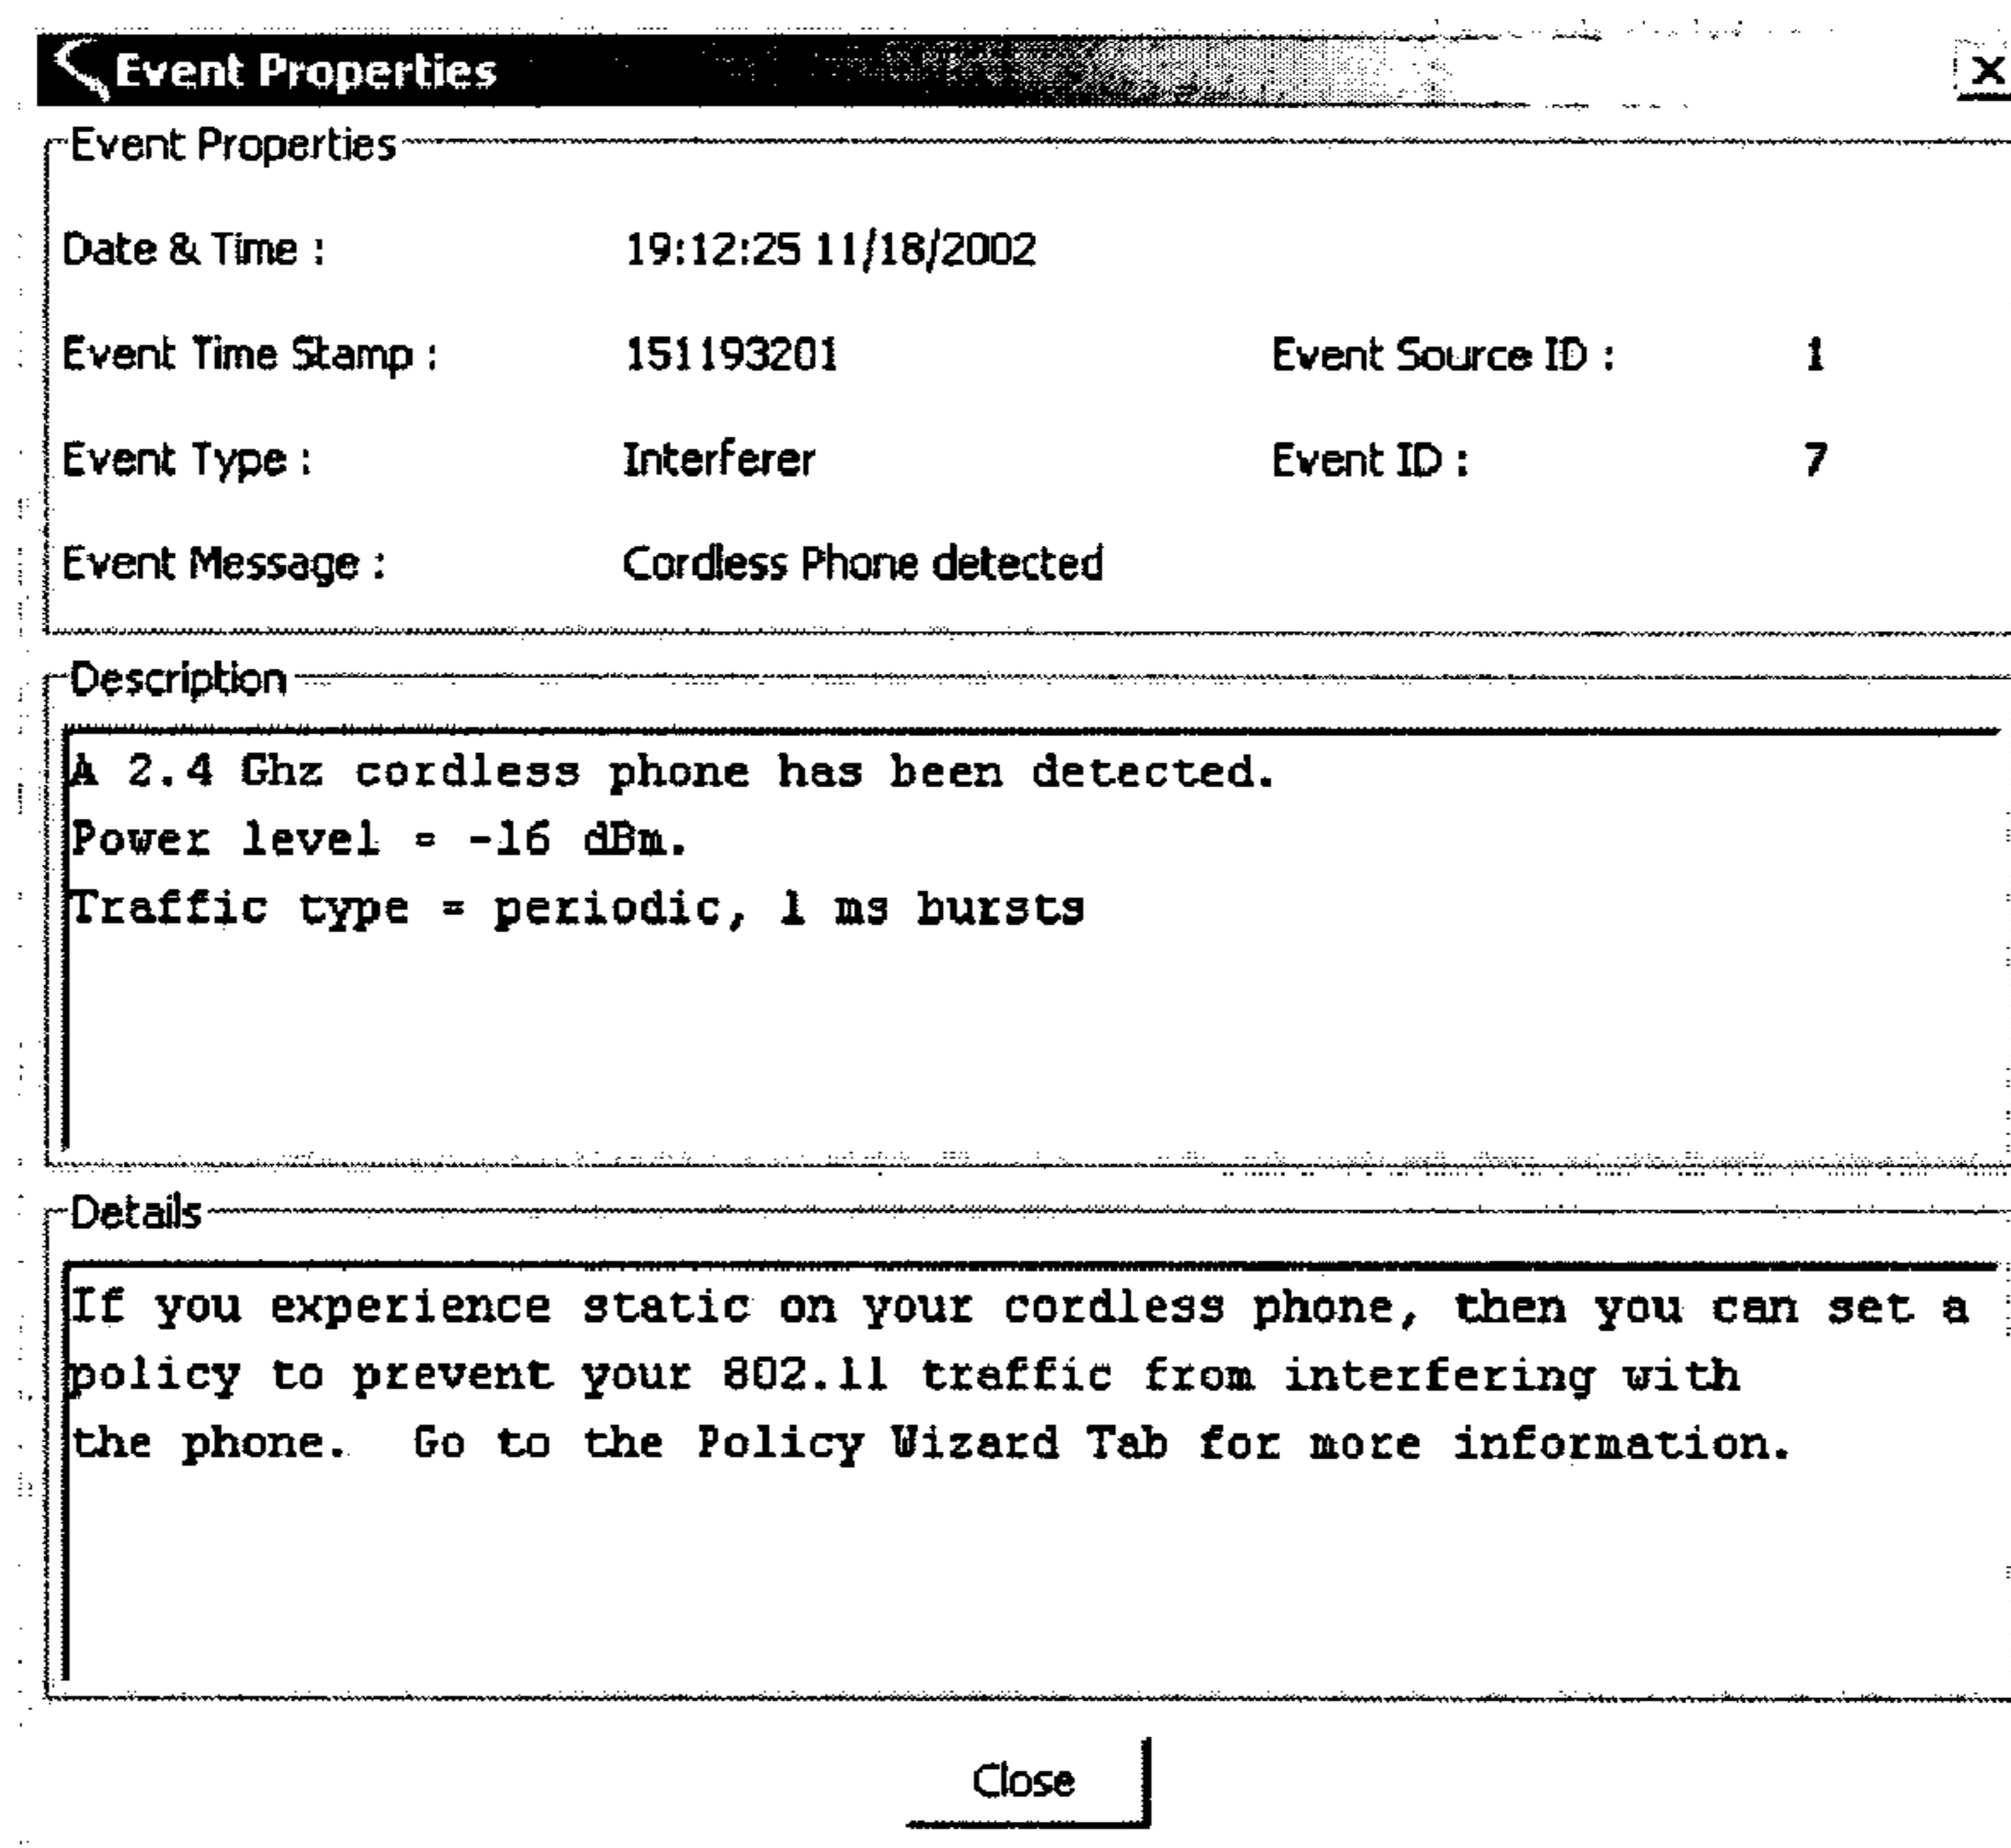 Event Properties
X
Event Properties
Date & Time : 19:12:25 11/18/2002
Event Time Stamp : 151193201 Event Source ID : 1
Event Type : Interferer Event ID : 7
Event Message : Cordless Phone detected
Description
A 2.4 Ghz cordless phone has been detected.
Power level = -16 dBm.
Traffic type = periodic, 1 ms bursts
Details
If you experience static on your cordless phone, then you can set a
policy to prevent your 802.11 traffic from interfering with
the phone.  Go to the Policy Wizard Tab for more information.
Close